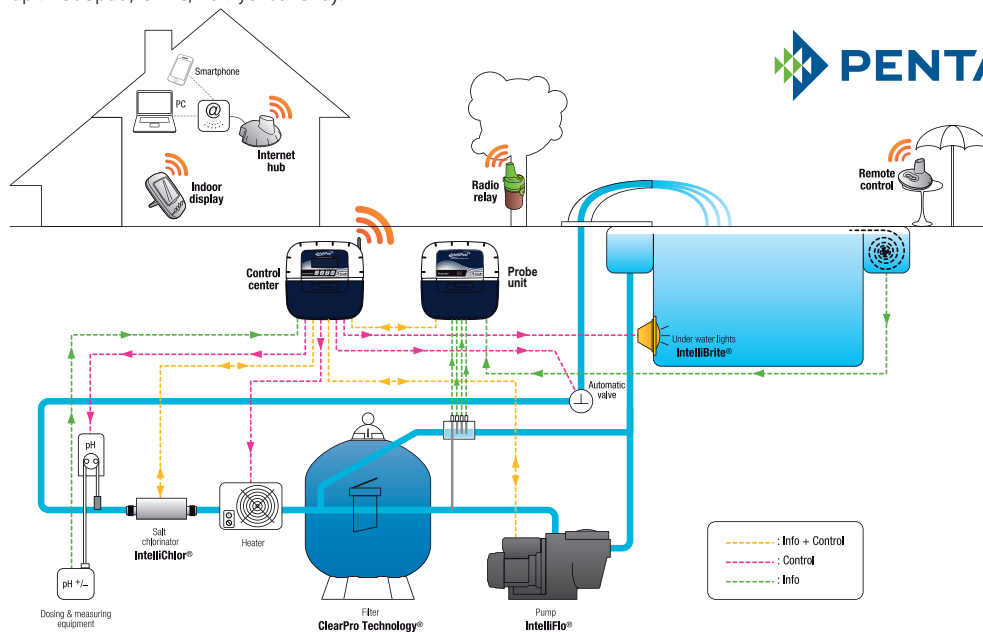 PENTA
Smartphone
PC
@
Internet
hub
Indoor
display
Radio
relay
Remote
control
Control
center
Probe
unit
Under water lights
IntelliBrite®
Automatic
valve
pH
Salt
chlorinator
IntelliChlor®
Heater
pH +/_
Dosing & measuring
equipment
Filter
ClearPro Technology®
Pump
IntelliFlo®
: Info + Control
: Control
: Info